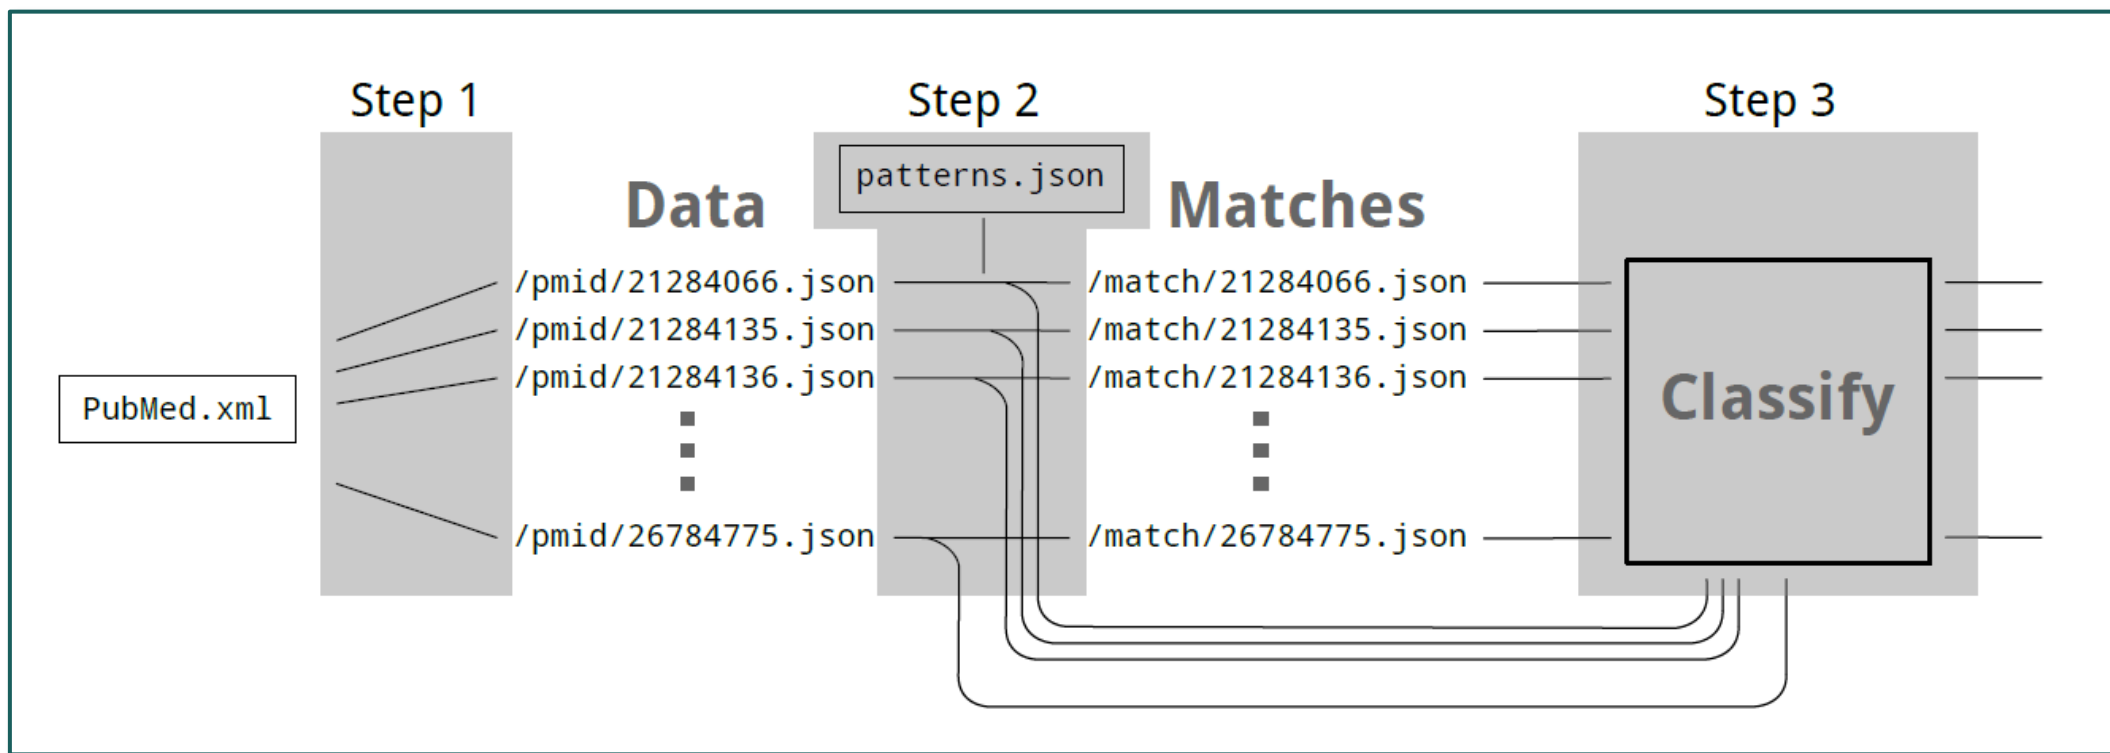 Step 1
Step 2
Step 3
patterns.json
Data
Matches
/pmid/21284066.json
/match/21284066.json
/pmid/21284135.json
/match/21284135.json
/pmid/21284136.json
/match/21284136.json
PubMed.xml
Classify
/pmid/26784775.json
/match/26784775.json